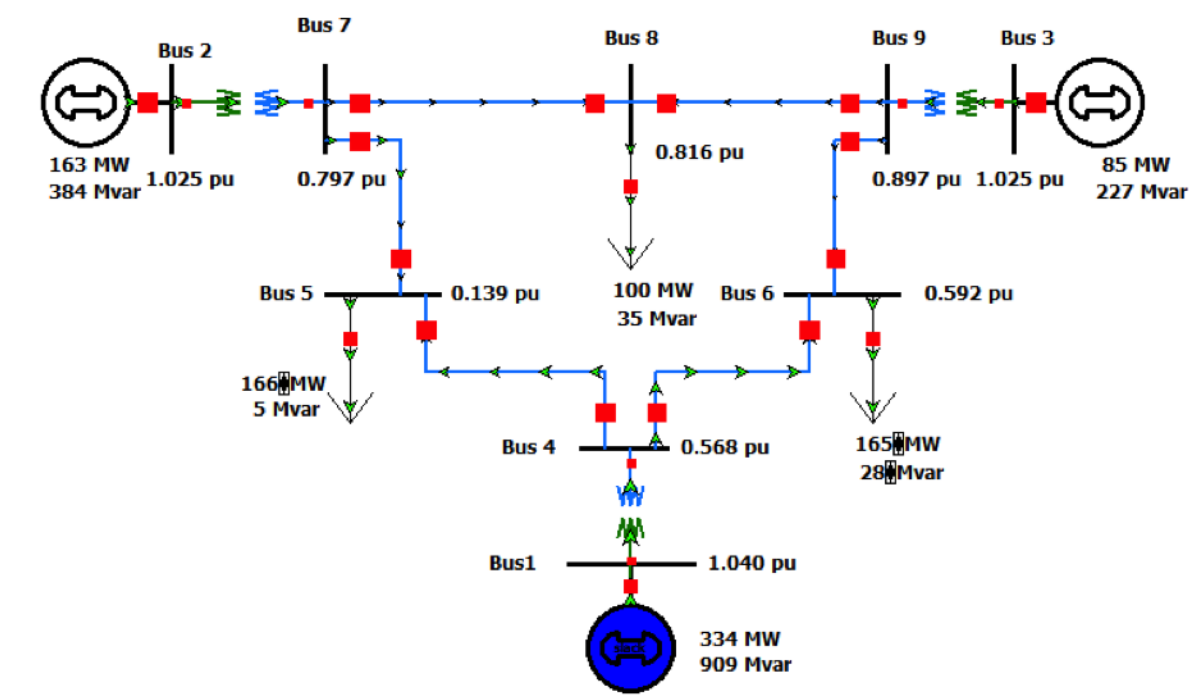 Bus 7
Bus 8
Bus 9
Bus 3
Bus 2
163 MW
384 Mvar
1.025 pu
0.797 pu
0.816 pu
0.897 pu
1.025 pu
85 MW
227 Mvar
Bus 5
0.139 pu
100 MW
35 Mvar
Bus 6
0.592 pu
166 MW
5 Mvar
Bus 4
0.568 pu
165 MW
28 Mvar
Bus1
1.040 pu
slack
334 MW
909 Mvar